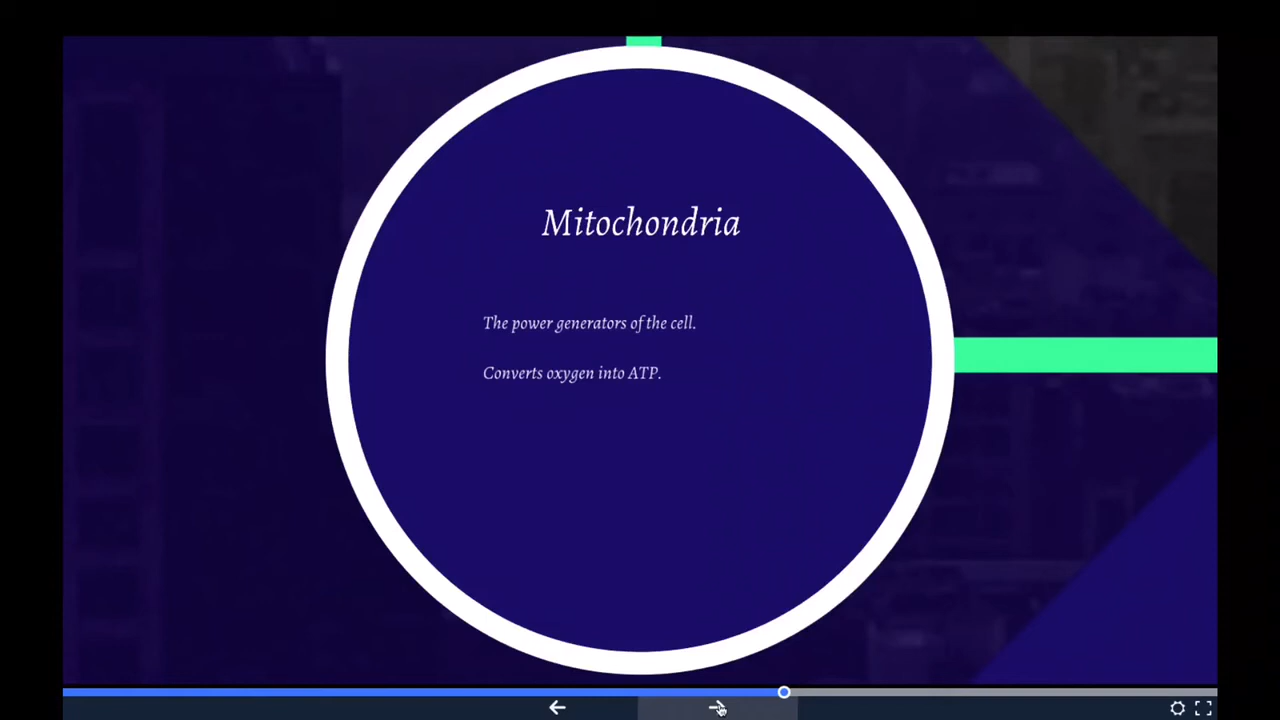 Mitochondria
The power generators of the cell.
Converts oxygen into ATP.